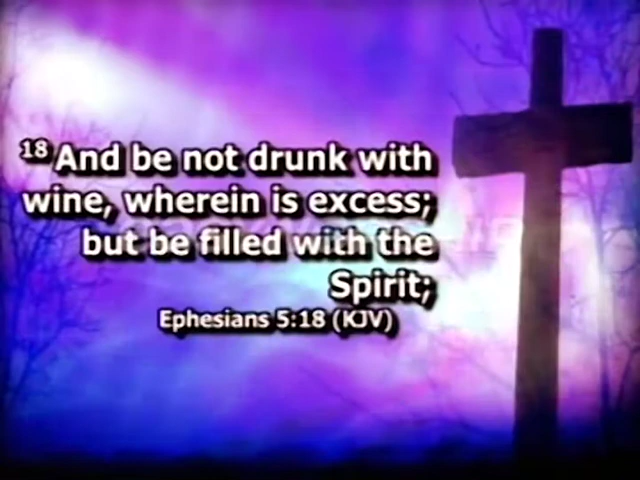 18 And be not drunk with
wine, wherein is excess;
but be filled with the
Spirit;
Ephesians 5:18 (KJV)